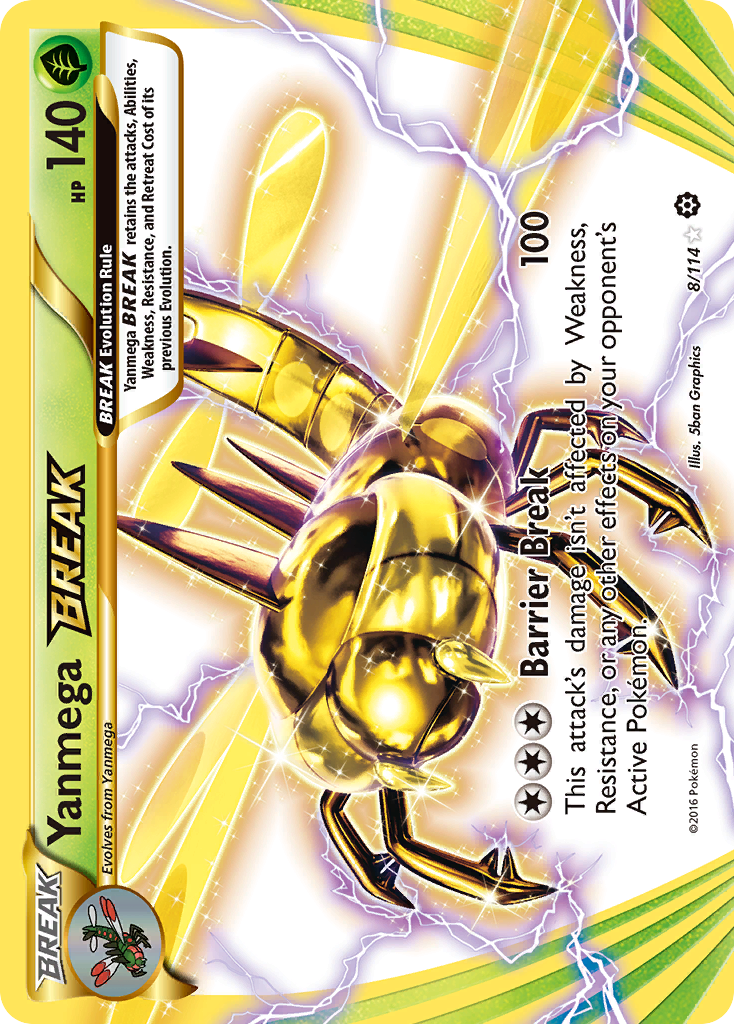 BREAK
Yanmega BREAK
HP 140
Evolves from Yanmega
BREAK Evolution Rule
Yanmega BREAK retains the attacks, Abilities,
Weakness, Resistance, and Retreat Cost of its
previous Evolution.
Barrier Break 100
This attack's damage isn't affected by Weakness,
Resistance, or any other effects on your opponent's
Active Pokémon.
©2016 Pokémon
Illus. 5ban Graphics
8/114